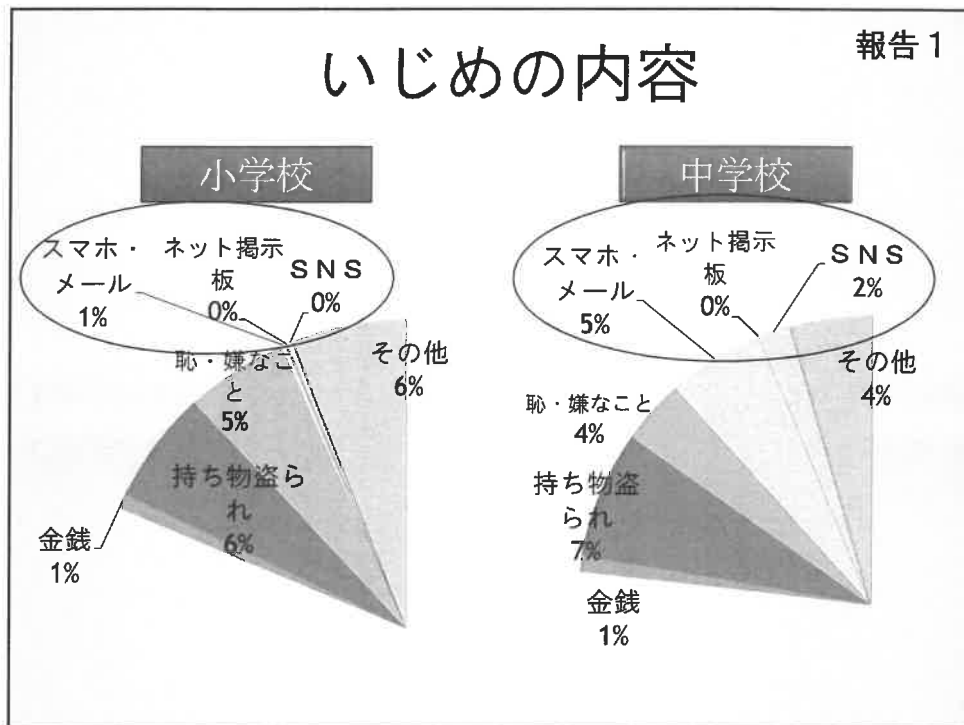 報告1
いじめの内容
小学校
スマホ・
メール
1%
ネット掲示
板
0%
SNS
0%
恥・嫌なこ
と
5%
その他
6%
持ち物盗ら
れ
6%
金銭
1%
中学校
スマホ・
メール
5%
ネット掲示
板
0%
SNS
2%
恥・嫌なこと
4%
その他
4%
持ち物盗
られ
7%
金銭
1%